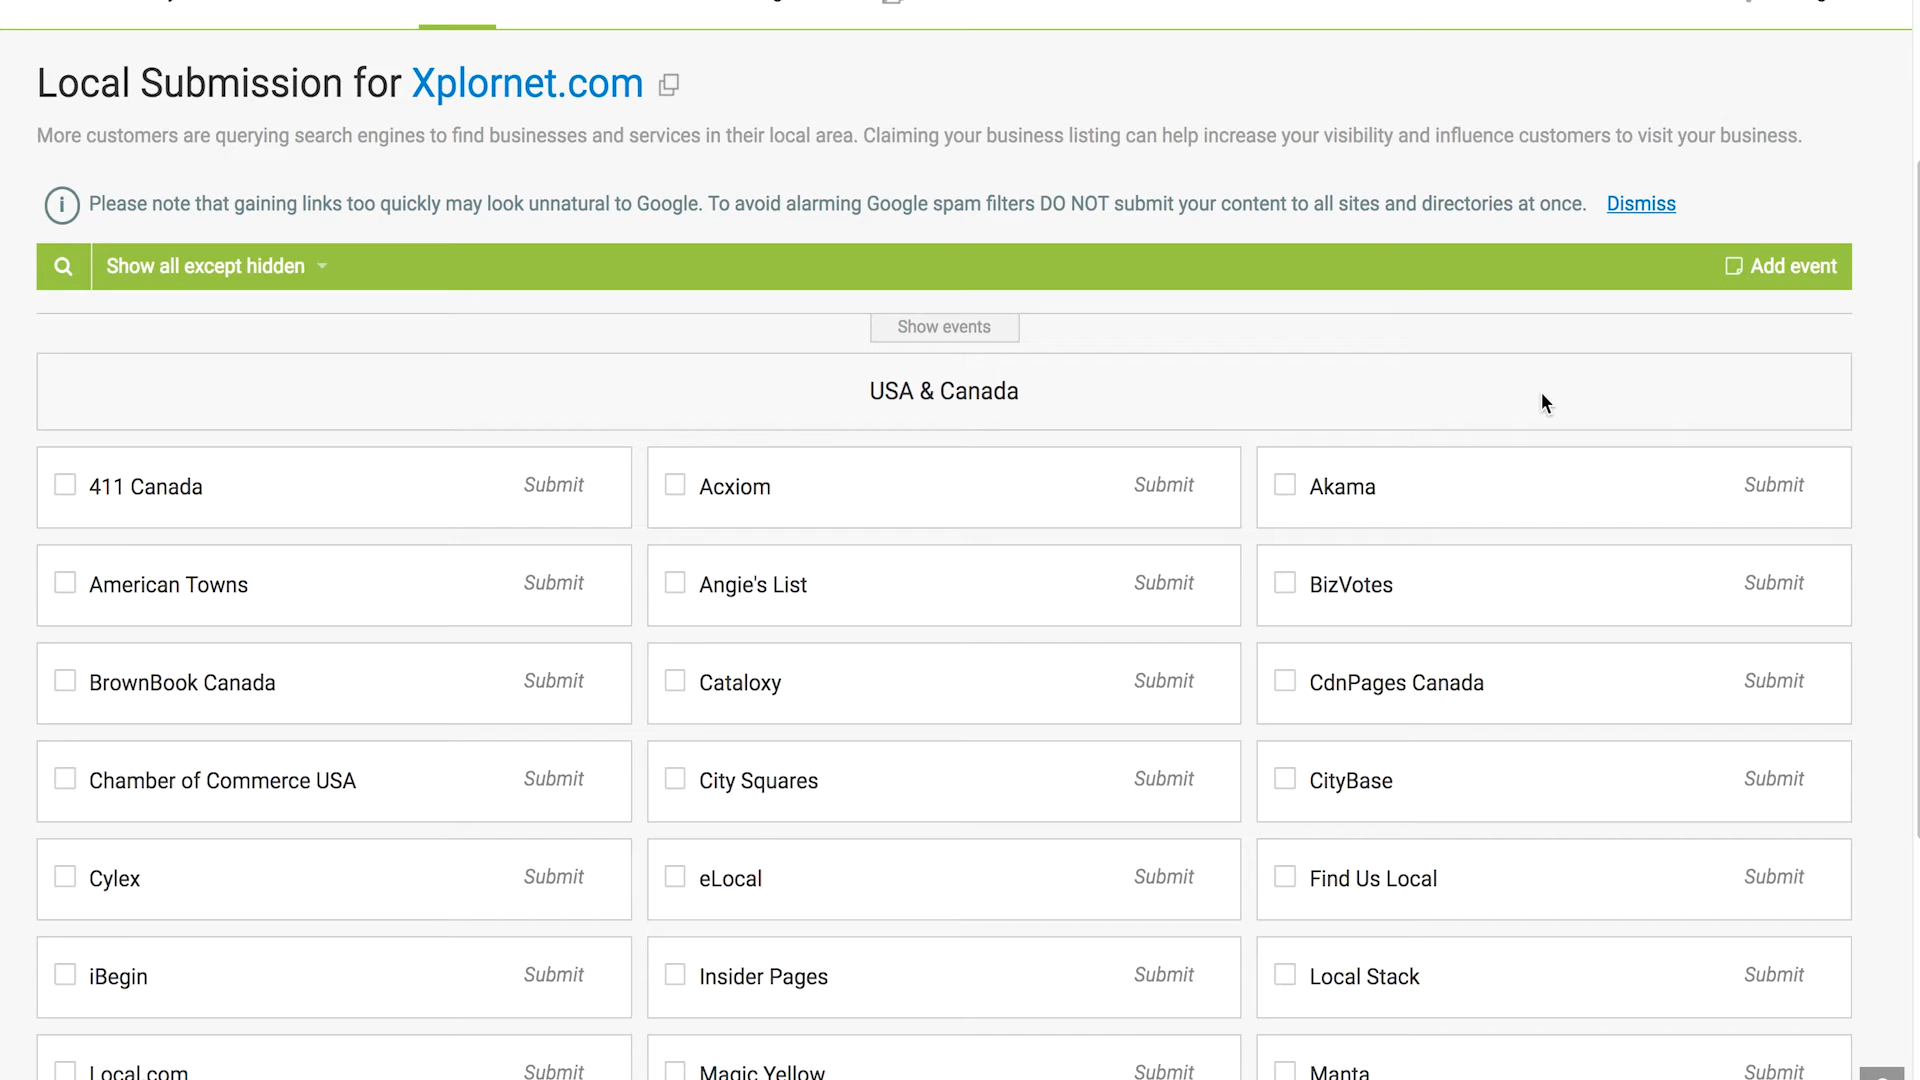 Local Submission for Xplornet.com
More customers are querying search engines to find businesses and services in their local area. Claiming your business listing can help increase your visibility and influence customers to visit your business.
Please note that gaining links too quickly may look unnatural to Google. To avoid alarming Google spam filters DO NOT submit your content to all sites and directories at once. Dismiss
Show all except hidden Add event
Show events
USA & Canada
411 Canada Submit Acxiom Submit Akama Submit
American Towns Submit Angie's List Submit BizVotes Submit
BrownBook Canada Submit Cataloxy Submit CdnPages Canada Submit
Chamber of Commerce USA Submit City Squares Submit CityBase Submit
Cylex Submit eLocal Submit Find Us Local Submit
iBegin Submit Insider Pages Submit Local Stack Submit
Local.com Submit Magic Yellow Submit Manta Submit